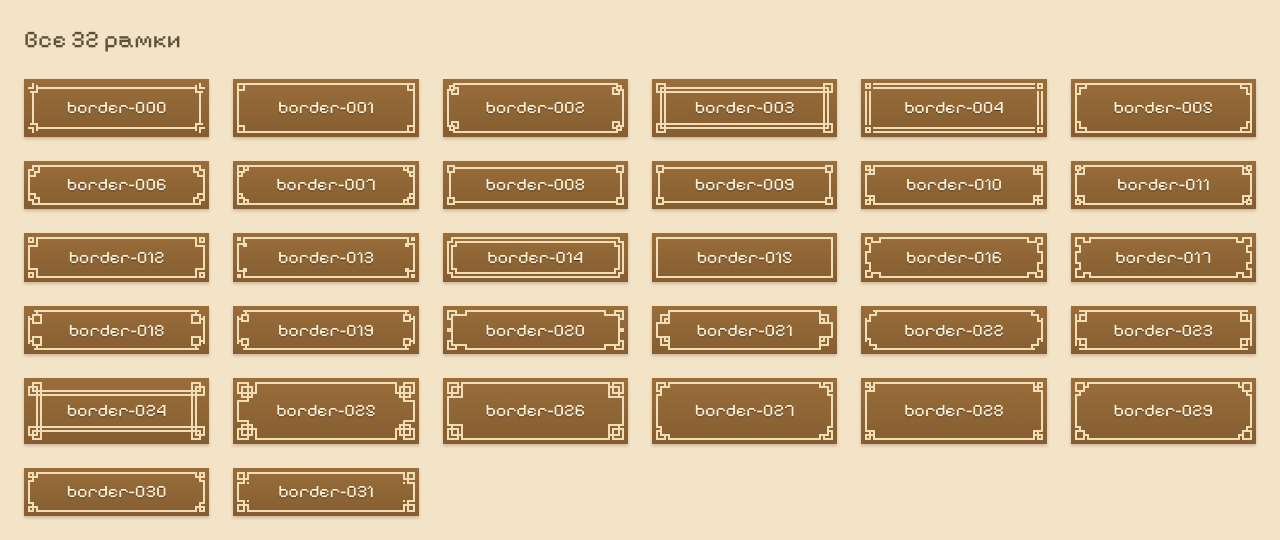 Все 32 рамки
border-000 border-001 border-002 border-003 border-004 border-005
border-006 border-007 border-008 border-009 border-010 border-011
border-012 border-013 border-014 border-015 border-016 border-017
border-018 border-019 border-020 border-021 border-022 border-023
border-024 border-025 border-026 border-027 border-028 border-029
border-030 border-031